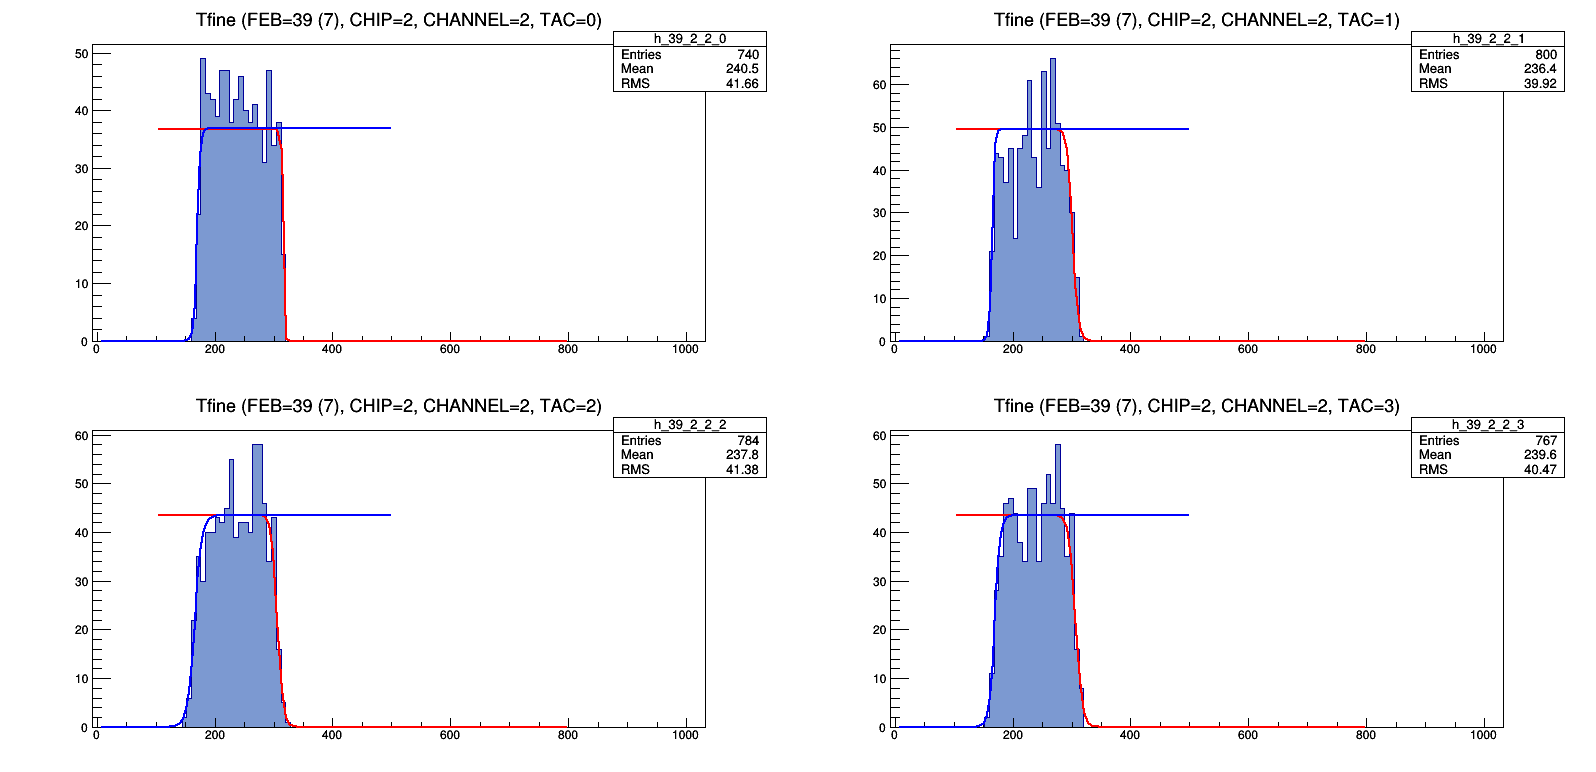 Tfine (FEB=39 (7), CHIP=2, CHANNEL=2, TAC=0)
h_39_2_2_0
Entries 740
Mean 240.5
RMS 41.66
50
40
30
20
10
0
0 200 400 600 800 1000
Tfine (FEB=39 (7), CHIP=2, CHANNEL=2, TAC=1)
h_39_2_2_1
Entries 800
Mean 236.4
RMS 39.92
60
50
40
30
20
10
0
0 200 400 600 800 1000
Tfine (FEB=39 (7), CHIP=2, CHANNEL=2, TAC=2)
h_39_2_2_2
Entries 784
Mean 237.8
RMS 41.38
60
50
40
30
20
10
0
0 200 400 600 800 1000
Tfine (FEB=39 (7), CHIP=2, CHANNEL=2, TAC=3)
h_39_2_2_3
Entries 767
Mean 239.6
RMS 40.47
60
50
40
30
20
10
0
0 200 400 600 800 1000